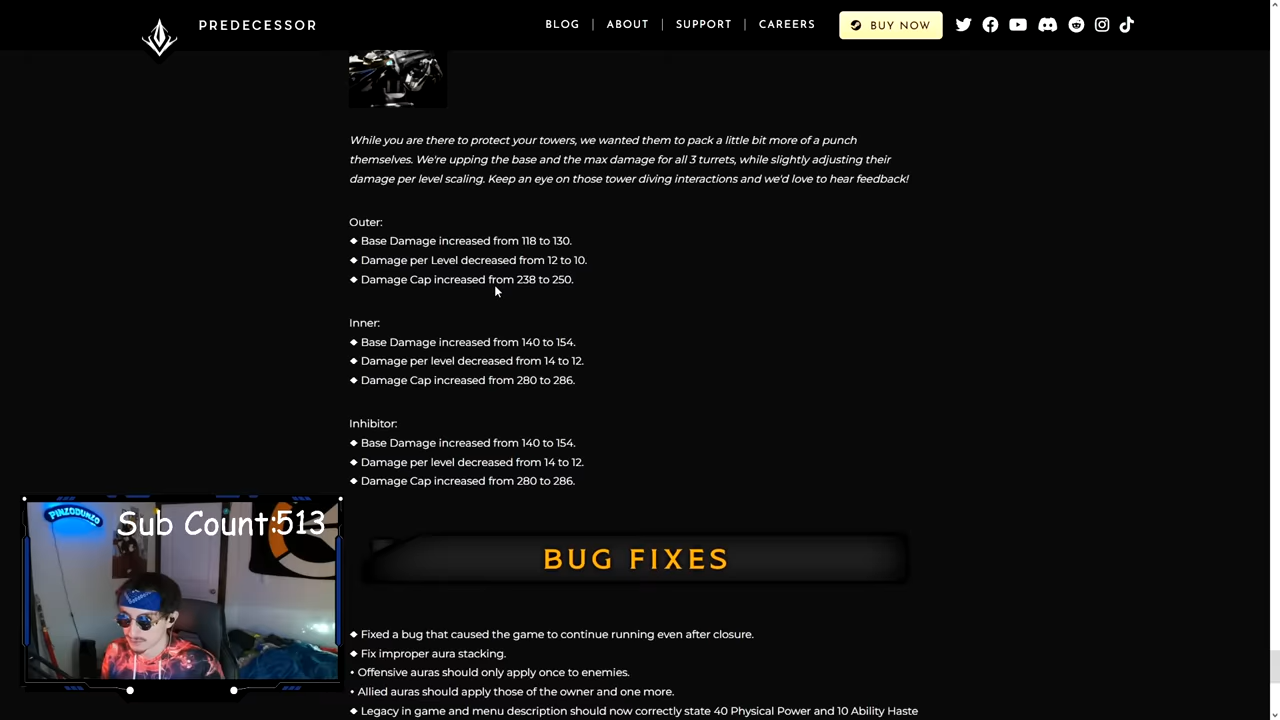 PREDECESSOR
BLOG | ABOUT | SUPPORT | CAREERS
BUY NOW
While you are there to protect your towers, we wanted them to pack a little bit more of a punch
themselves. We're upping the base and the max damage for all 3 turrets, while slightly adjusting their
damage per level scaling. Keep an eye on those tower diving interactions and we'd love to hear feedback!
Outer:
❖ Base Damage increased from 118 to 130.
❖ Damage per Level decreased from 12 to 10.
❖ Damage Cap increased from 238 to 250.
Inner:
❖ Base Damage increased from 140 to 154.
❖ Damage per level decreased from 14 to 12.
❖ Damage Cap increased from 280 to 286.
Inhibitor:
❖ Base Damage increased from 140 to 154.
❖ Damage per level decreased from 14 to 12.
❖ Damage Cap increased from 280 to 286.
PINZODUNZO
Sub Count:513
BUG FIXES
❖ Fixed a bug that caused the game to continue running even after closure.
❖ Fix improper aura stacking.
• Offensive auras should only apply once to enemies.
• Allied auras should apply those of the owner and one more.
❖ Legacy in game and menu description should now correctly state 40 Physical Power and 10 Ability Haste